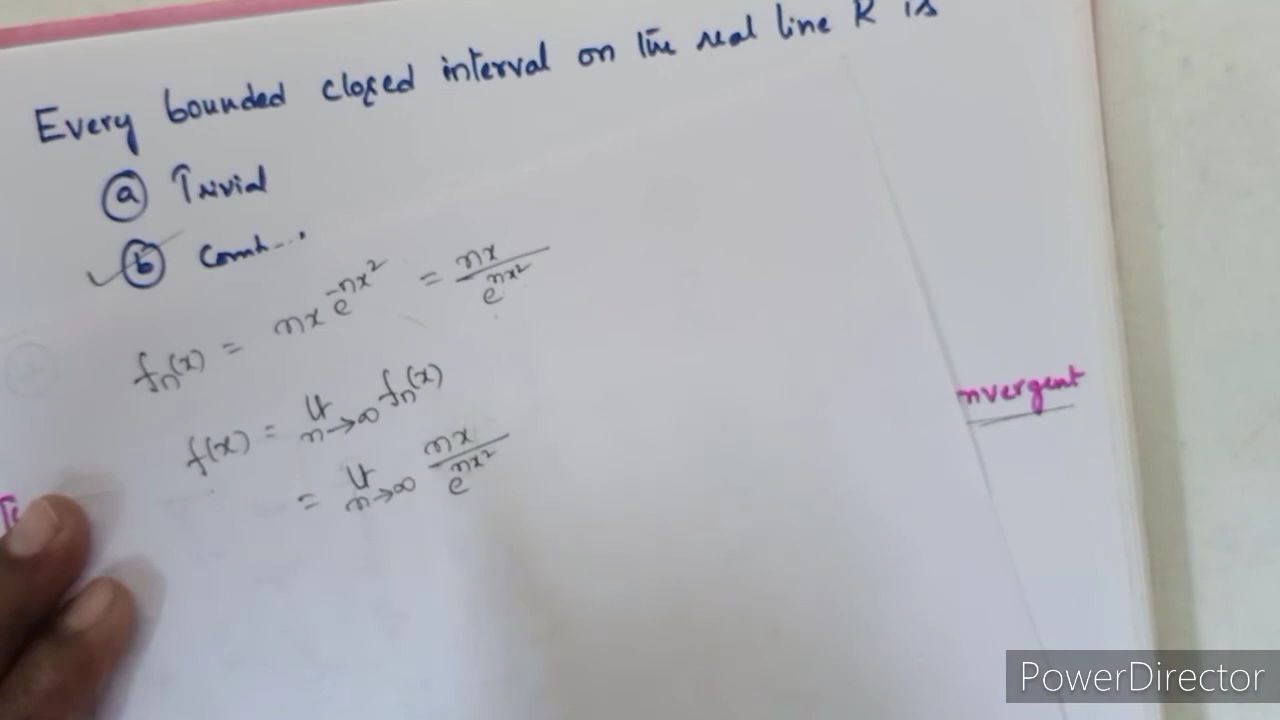 Every bounded closed interval on the real line R is
(a) Trivial
(b)
fn(x) = nx e^-nx² = nx/e^nx²
f(x) = lt n→∞ fn(x)
= lt n→∞ nx/e^nx²
nvergent
PowerDirector